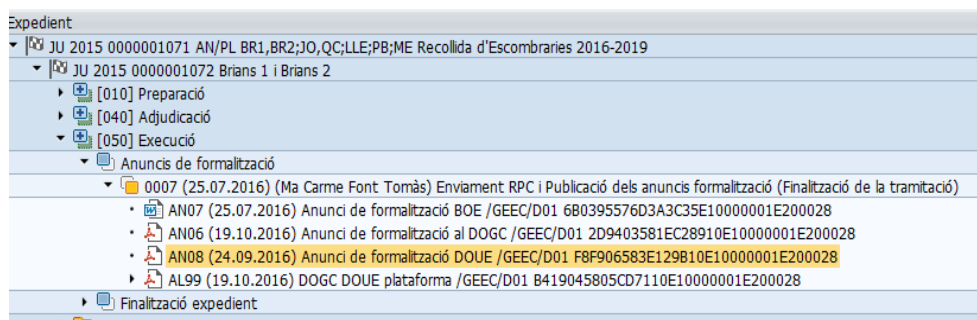 Expedient
JU 2015 0000001071 AN/PL BR1,BR2;JO,QC;LLE;PB;ME Recollida d'Escombraries 2016-2019
JU 2015 0000001072 Brians 1 i Brians 2
[010] Preparació
[040] Adjudicació
[050] Execució
Anuncis de formalització
0007 (25.07.2016) (Ma Carme Font Tomàs) Enviament RPC i Publicació dels anuncis formalització (Finalització de la tramitació)
AN07 (25.07.2016) Anunci de formalització BOE /GEEC/D01 6B0395576D3A3C35E10000001E200028
AN06 (19.10.2016) Anunci de formalització al DOGC /GEEC/D01 2D9403581EC28910E10000001E200028
AN08 (24.09.2016) Anunci de formalització DOUE /GEEC/D01 F8F906583E129B10E10000001E200028
AL99 (19.10.2016) DOGC DOUE plataforma /GEEC/D01 B419045805CD7110E10000001E200028
Finalització expedient